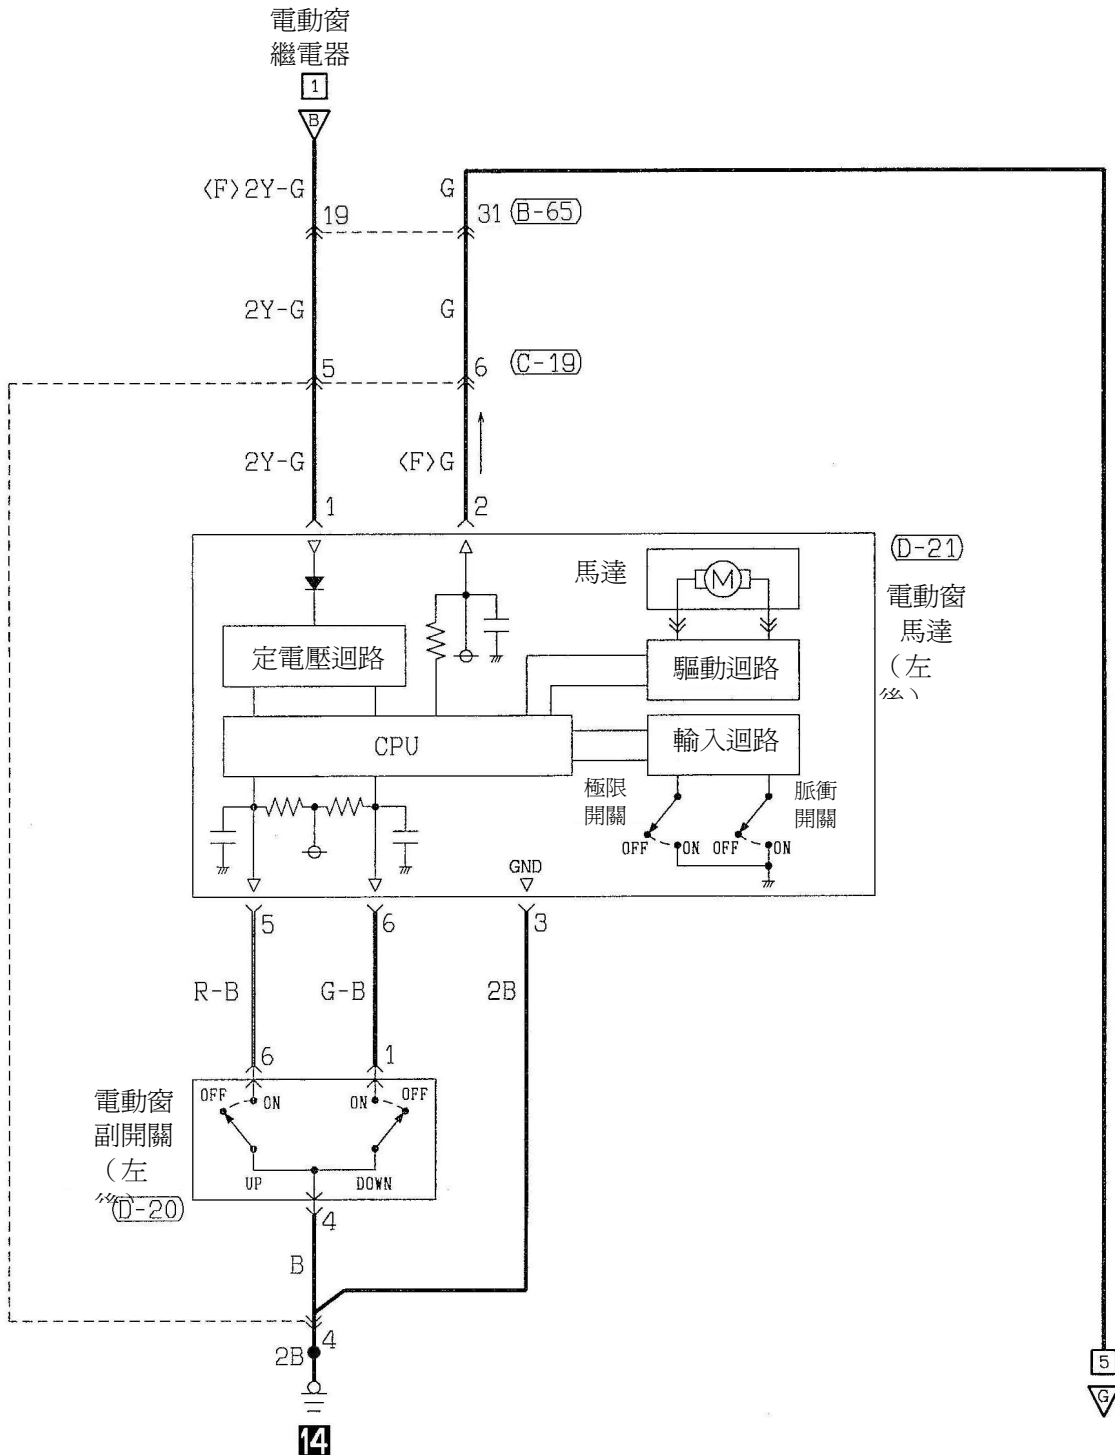 電動窗
繼電器
1
B
〈F〉2Y-G
G
19
31 (B-65)
2Y-G
G
5
6
(C-19)
2Y-G
〈F〉G
1
2
(D-21)
馬達
M
電動窗
馬達
（左
後）
定電壓迴路
驅動迴路
CPU
輸入迴路
極限
開關
脈衝
開關
OFF
ON
OFF
ON
GND
5
6
3
R-B
G-B
2B
6
1
OFF
ON
ON
OFF
電動窗
副開關
（左
後）
(D-20)
UP
DOWN
4
B
4
2B
14
5
G